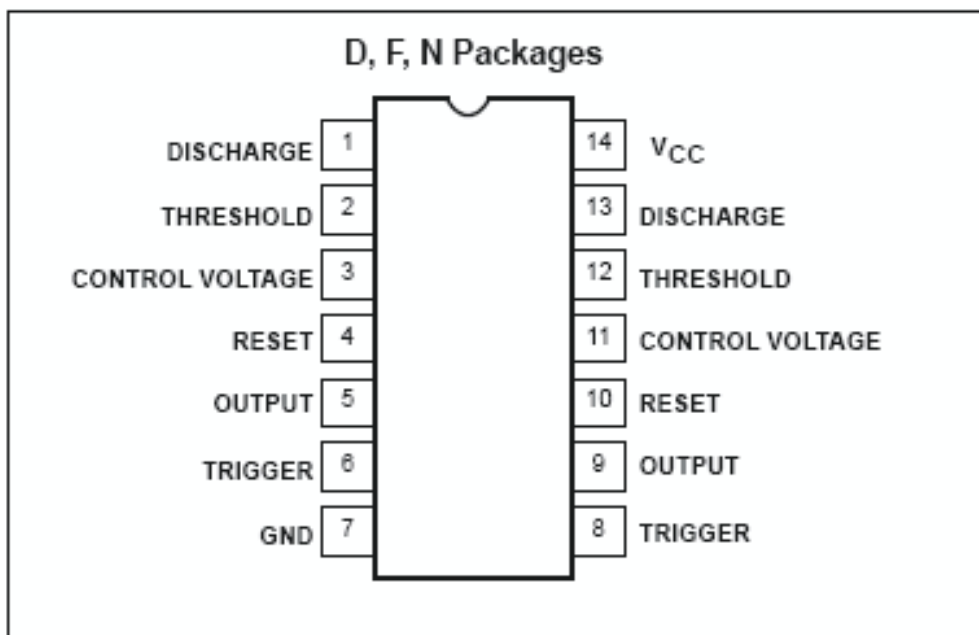 D, F, N Packages
DISCHARGE 1 14 VCC
THRESHOLD 2 13 DISCHARGE
CONTROL VOLTAGE 3 12 THRESHOLD
RESET 4 11 CONTROL VOLTAGE
OUTPUT 5 10 RESET
TRIGGER 6 9 OUTPUT
GND 7 8 TRIGGER